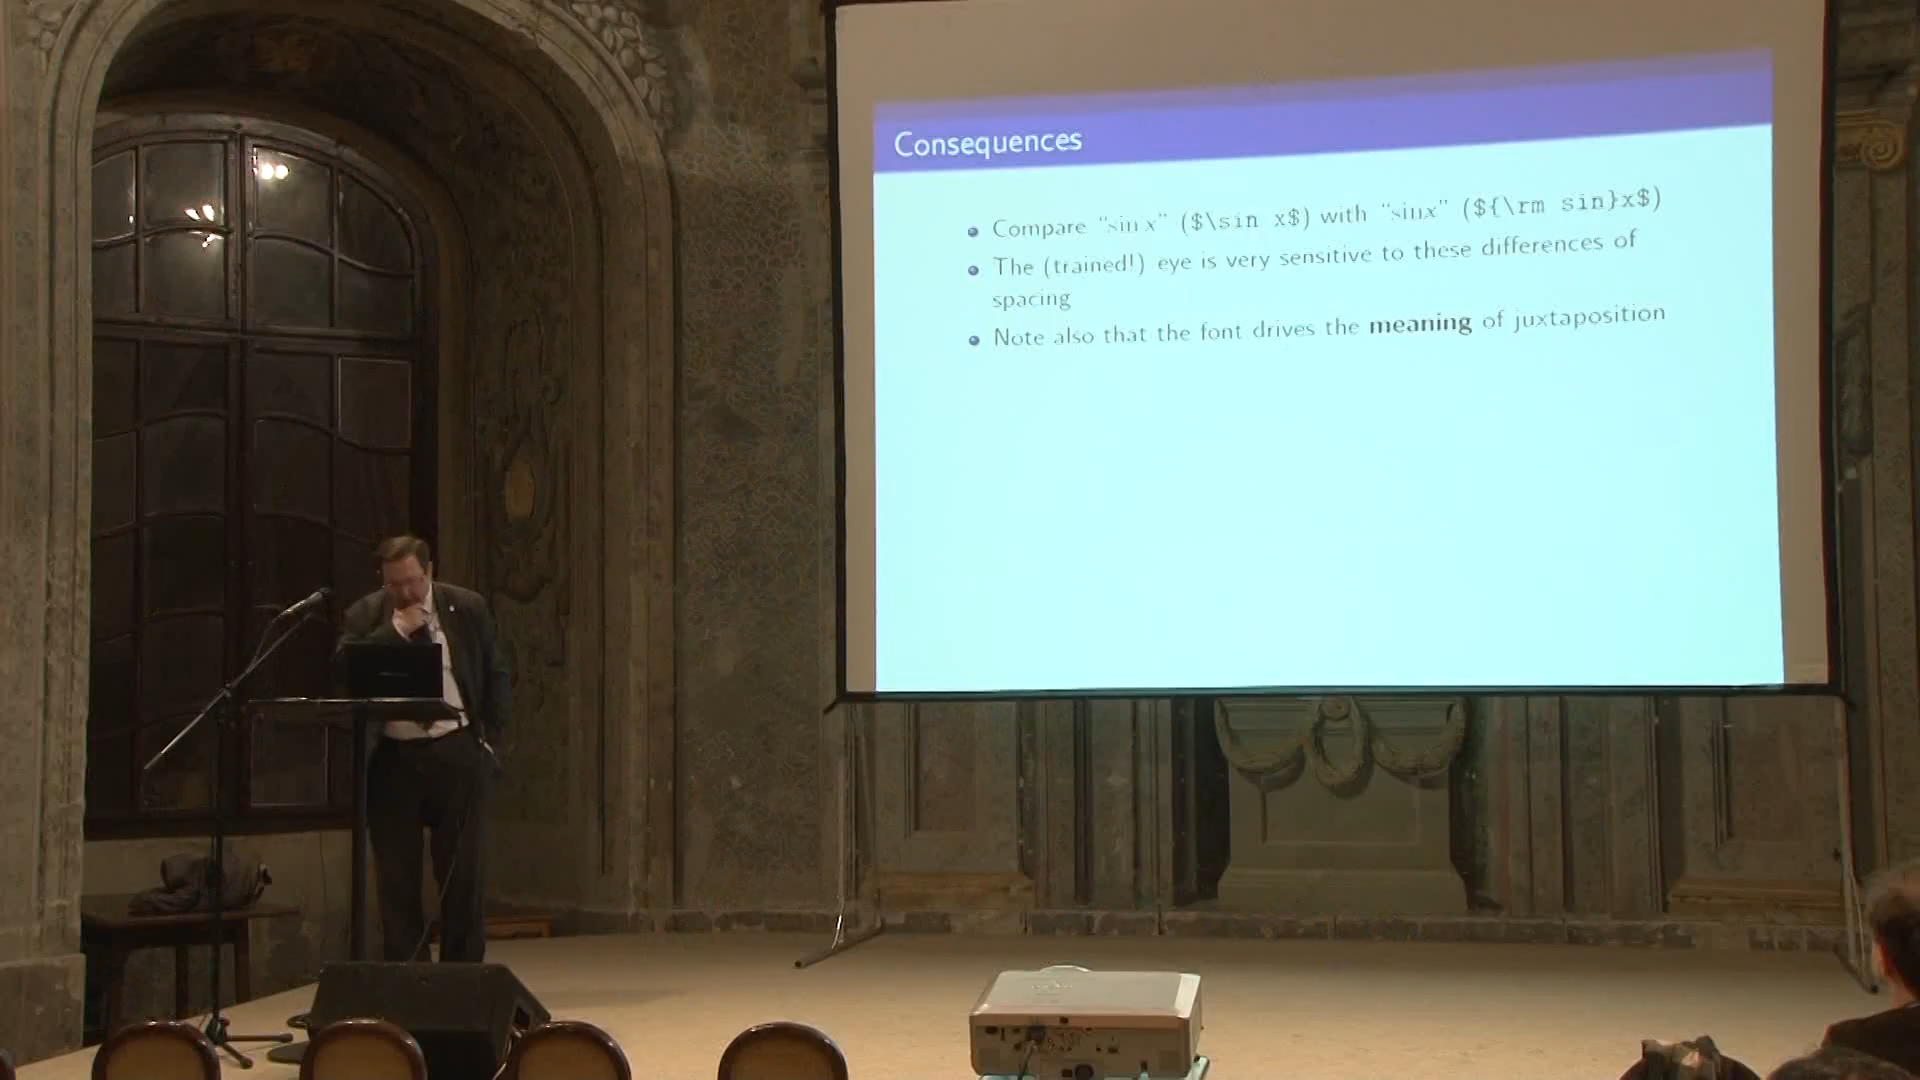 Consequences
Compare “sin x” ($\sin x$) with “sinx” (${\rm sin}x$)
The (trained!) eye is very sensitive to these differences of
spacing
Note also that the font drives the meaning of juxtaposition